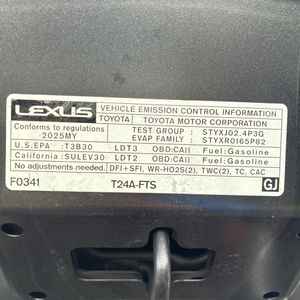 LEXUS VEHICLE EMISSION CONTROL INFORMATION
TOYOTA TOYOTA MOTOR CORPORATION
Conforms to regulations TEST GROUP : STYXJ02.4P3G
2025MY EVAP FAMILY : STYXR0165P82
U.S.EPA :T3B30 LDT3 OBD:CAII Fuel:Gasoline
California:SULEV30 LDT2 OBD:CAII Fuel:Gasoline
No adjustments needed. DFI+SFI, WR-HO2S(2), TWC(2), TC, CAC
F0341 T24A-FTS GJ